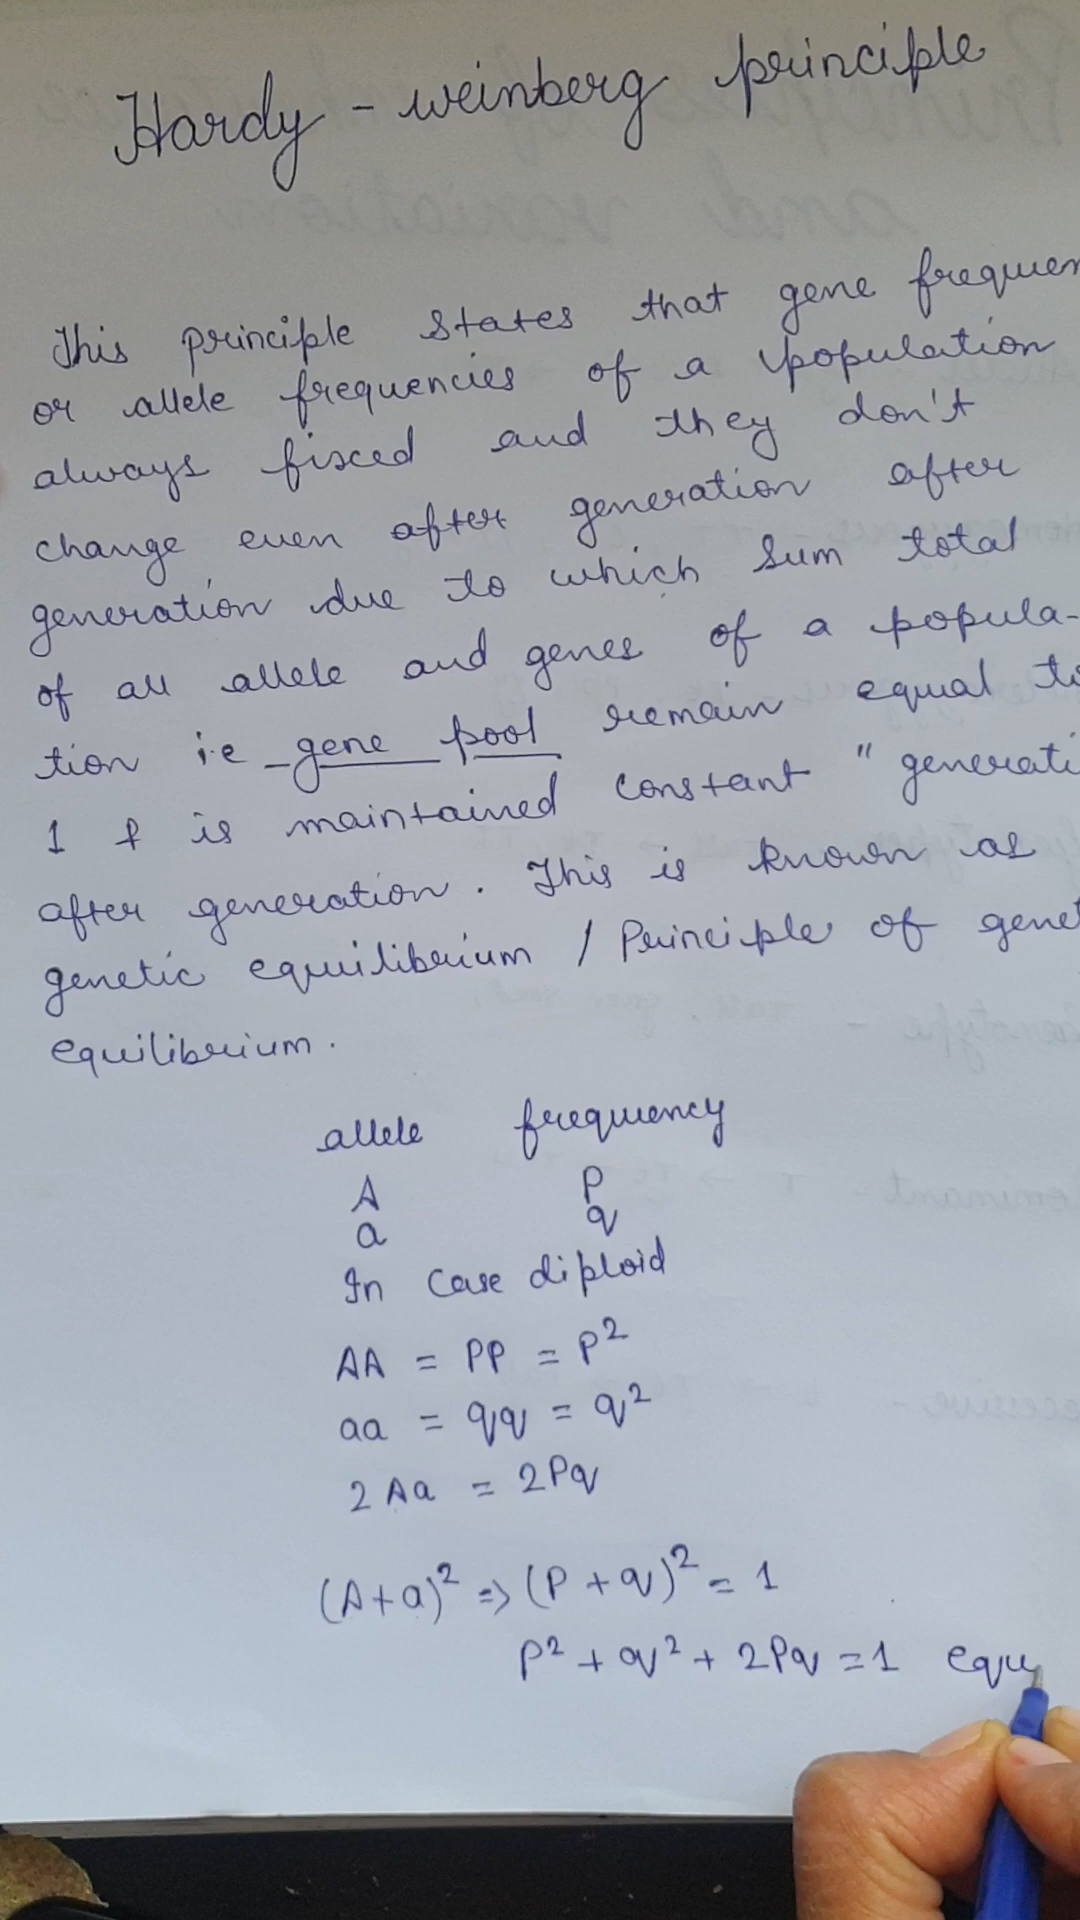 Hardy - weinberg principle
This principle states that gene frequen
or allele frequencies of a population
always fixed and they don't
change even after generation after
generation due to which sum total
of all allele and genes of a popula-
tion i.e gene pool remain equal to
1 & is maintained constant " generati
after generation. This is known as
genetic equilibrium / Principle of genet
equilibrium.
allele frequency
A P
a q
In Case diploid
AA = PP = P²
aa = qq = q²
2 Aa = 2Pq
(A+a)² => (P + q)² = 1
P² + q² + 2Pq = 1 equ